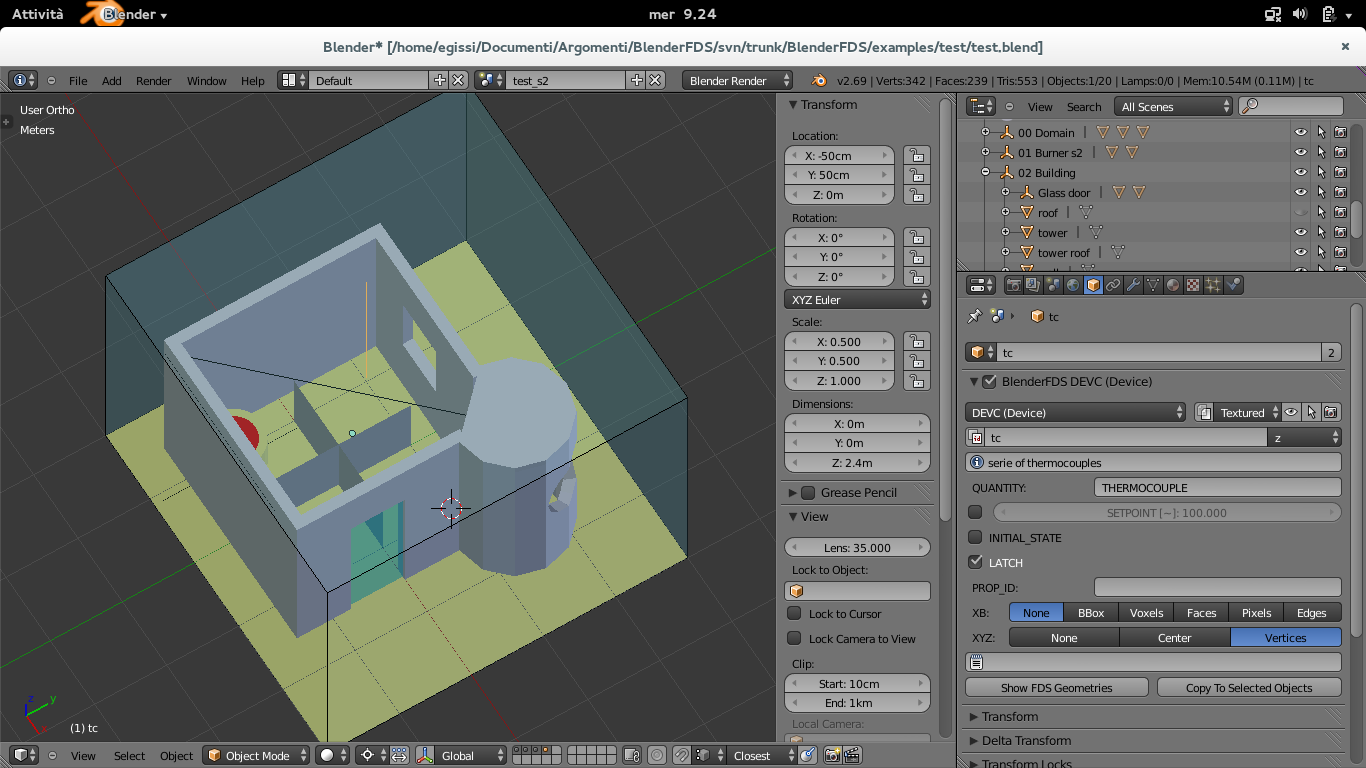 Attività Blender mer 9.24
Blender* [/home/egissi/Documenti/Argomenti/BlenderFDS/svn/trunk/BlenderFDS/examples/test/test.blend]
File Add Render Window Help Default test_s2 Blender Render v2.69 | Verts:342 | Faces:239 | Tris:553 | Objects:1/20 | Lamps:0/0 | Mem:10.54M (0.11M) | tc
User Ortho
Meters
z
y
x
(1) tc
View Select Object Object Mode Global Closest
Transform
Location:
X: -50cm
Y: 50cm
Z: 0m
Rotation:
X: 0°
Y: 0°
Z: 0°
XYZ Euler
Scale:
X: 0.500
Y: 0.500
Z: 1.000
Dimensions:
X: 0m
Y: 0m
Z: 2.4m
Grease Pencil
View
Lens: 35.000
Lock to Object:
Lock to Cursor
Lock Camera to View
Clip:
Start: 10cm
End: 1km
Local Camera:
View Search All Scenes
00 Domain
01 Burner s2
02 Building
Glass door
roof
tower
tower roof
tc
tc 2
BlenderFDS DEVC (Device)
DEVC (Device) Textured
tc z
serie of thermocouples
QUANTITY: THERMOCOUPLE
SETPOINT [~]: 100.000
INITIAL_STATE
LATCH
PROP_ID:
XB: None BBox Voxels Faces Pixels Edges
XYZ: None Center Vertices
Show FDS Geometries Copy To Selected Objects
Transform
Delta Transform
Transform Locks